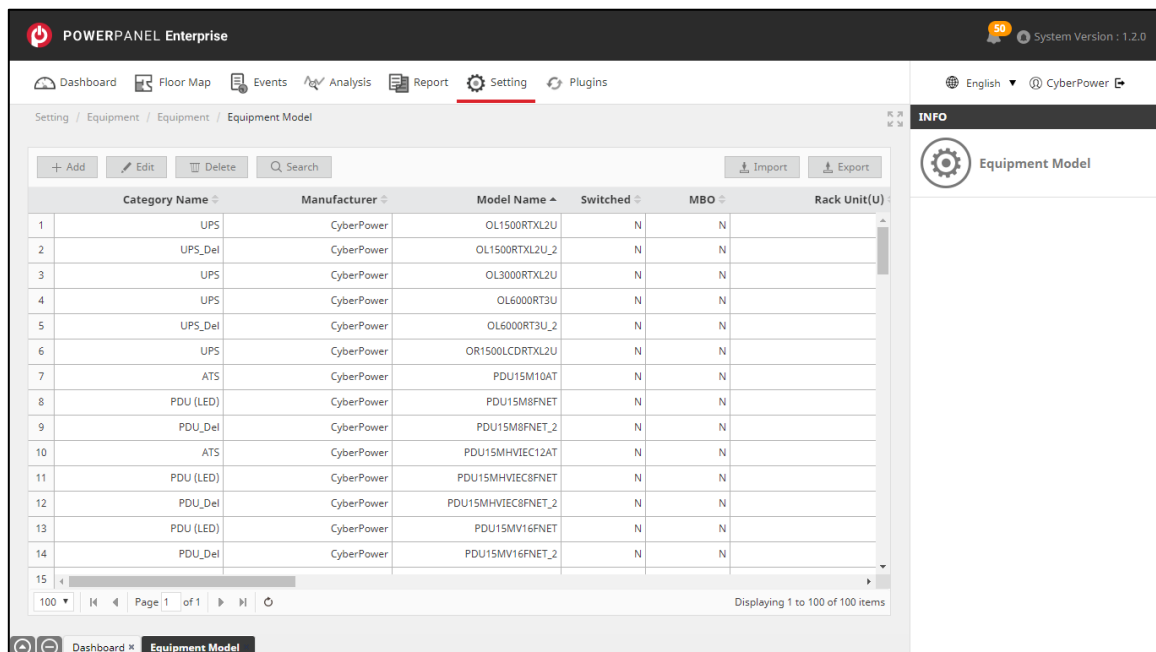 POWERPANEL Enterprise
50
System Version : 1.2.0
Dashboard Floor Map Events Analysis Report Setting Plugins
English ▼ CyberPower
Setting / Equipment / Equipment / Equipment Model
INFO
Equipment Model
+ Add Edit Delete Search Import Export
Category Name Manufacturer Model Name Switched MBO Rack Unit(U)
1 UPS CyberPower OL1500RTXL2U N N
2 UPS_Del CyberPower OL1500RTXL2U_2 N N
3 UPS CyberPower OL3000RTXL2U N N
4 UPS CyberPower OL6000RT3U N N
5 UPS_Del CyberPower OL6000RT3U_2 N N
6 UPS CyberPower OR1500LCDRTXL2U N N
7 ATS CyberPower PDU15M10AT N N
8 PDU (LED) CyberPower PDU15M8FNET N N
9 PDU_Del CyberPower PDU15M8FNET_2 N N
10 ATS CyberPower PDU15MHVIEC12AT N N
11 PDU (LED) CyberPower PDU15MHVIEC8FNET N N
12 PDU_Del CyberPower PDU15MHVIEC8FNET_2 N N
13 PDU (LED) CyberPower PDU15MV16FNET N N
14 PDU_Del CyberPower PDU15MV16FNET_2 N N
15
100 ▼ Page 1 of 1 Displaying 1 to 100 of 100 items
Dashboard × Equipment Model